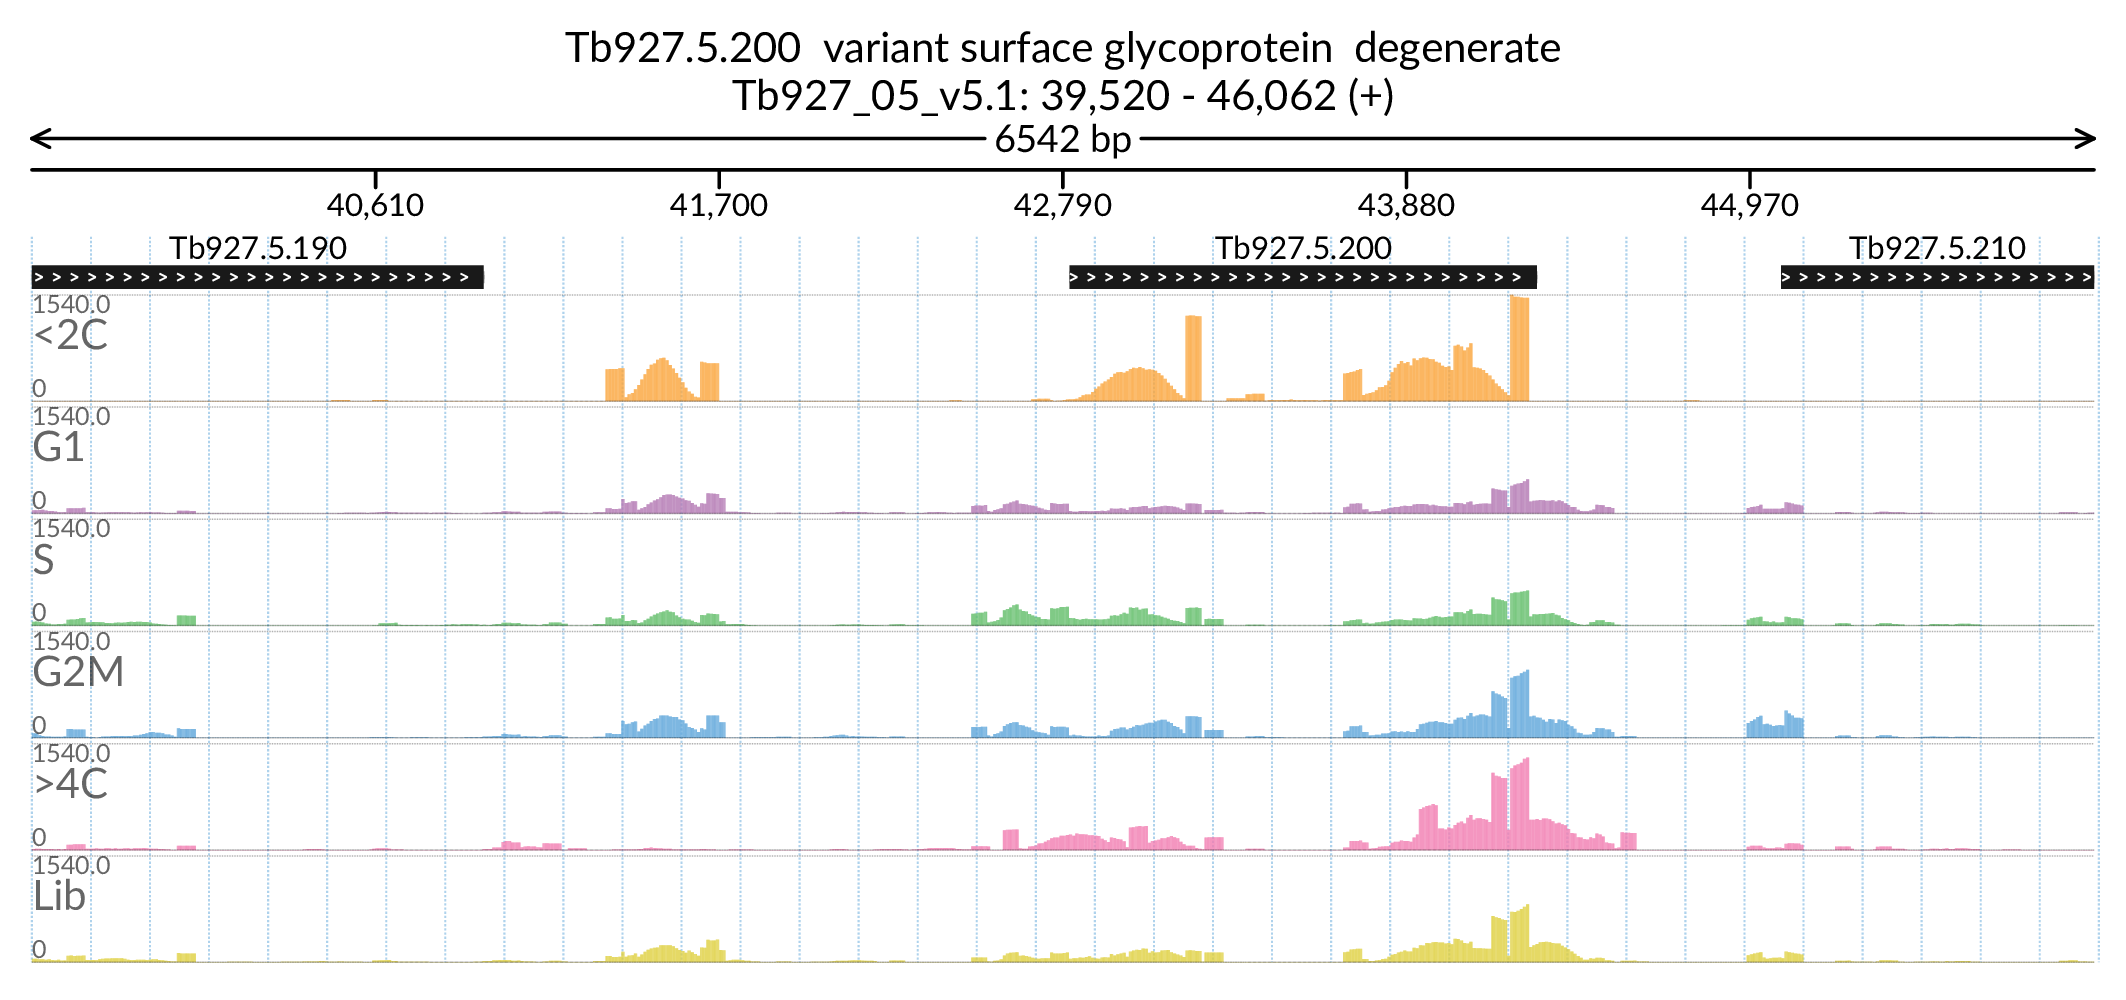 Tb927.5.200 variant surface glycoprotein degenerate
Tb927_05_v5.1: 39,520 - 46,062 (+)
6542 bp
40,610 41,700 42,790 43,880 44,970
Tb927.5.190 Tb927.5.200 Tb927.5.210
1540.0
<2C
0
1540.0
G1
0
1540.0
S
0
1540.0
G2M
0
1540.0
>4C
0
1540.0
Lib
0